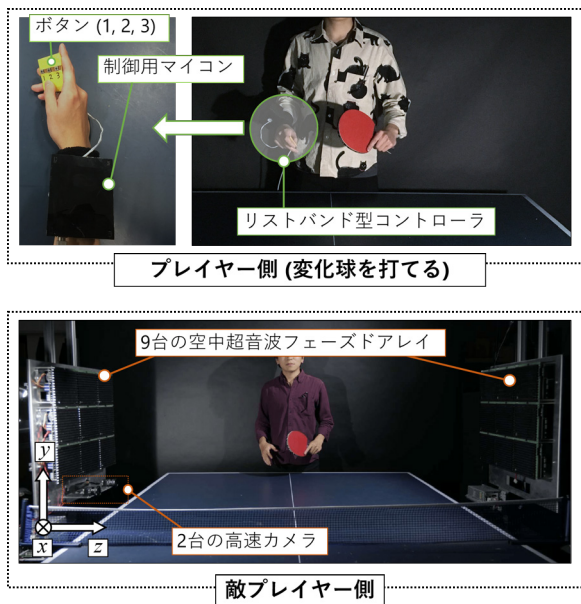 ボタン (1, 2, 3)
制御用マイコン
リストバンド型コントローラ
プレイヤー側 (変化球を打てる)
9台の空中超音波フェーズドアレイ
y
x
z
2台の高速カメラ
敵プレイヤー側